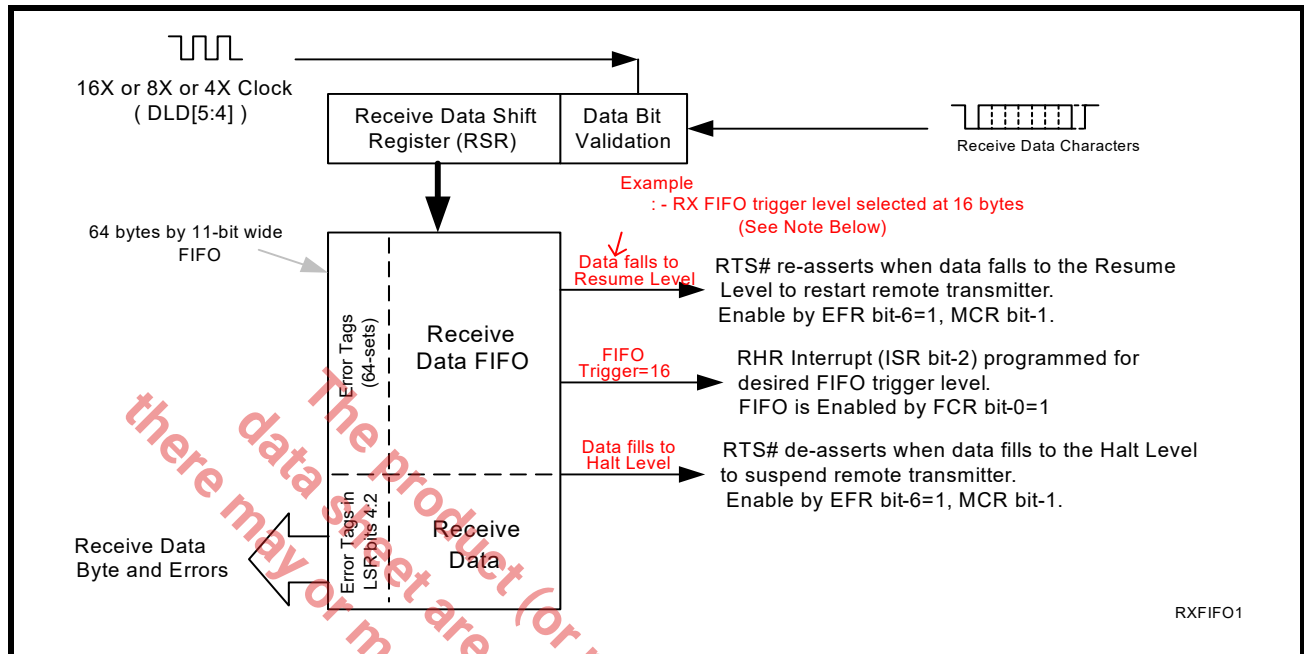 16X or 8X or 4X Clock
( DLD[5:4] )
Receive Data Shift
Register (RSR)
Data Bit
Validation
Receive Data Characters
Example
: - RX FIFO trigger level selected at 16 bytes
(See Note Below)
64 bytes by 11-bit wide
FIFO
Data falls to
Resume Level
RTS# re-asserts when data falls to the Resume
Level to restart remote transmitter.
Enable by EFR bit-6=1, MCR bit-1.
Error Tags
(64-sets)
Receive
Data FIFO
FIFO
Trigger=16
RHR Interrupt (ISR bit-2) programmed for
desired FIFO trigger level.
FIFO is Enabled by FCR bit-0=1
Data fills to
Halt Level
RTS# de-asserts when data fills to the Halt Level
to suspend remote transmitter.
Enable by EFR bit-6=1, MCR bit-1.
Error Tags in
LSR bits 4:2
Receive
Data
Receive Data
Byte and Errors
RXFIFO1
The product (or
data sheet are
there may or